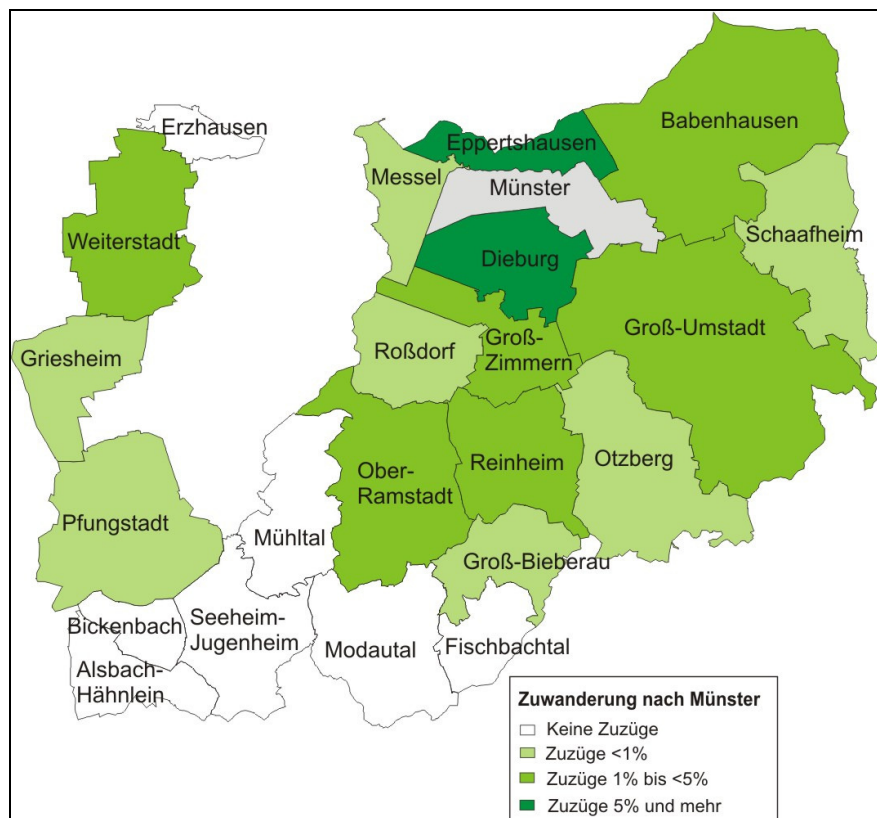 Erzhausen
Babenhausen
Eppertshausen
Messel
Münster
Schaafheim
Weiterstadt
Dieburg
Groß-Umstadt
Griesheim
Roßdorf
Groß-
Zimmern
Ober-
Ramstadt
Reinheim
Otzberg
Pfungstadt
Mühltal
Groß-Bieberau
Bickenbach
Seeheim-
Jugenheim
Modautal
Fischbachtal
Alsbach-
Hähnlein
Zuwanderung nach Münster
Keine Zuzüge
Zuzüge <1%
Zuzüge 1% bis <5%
Zuzüge 5% und mehr